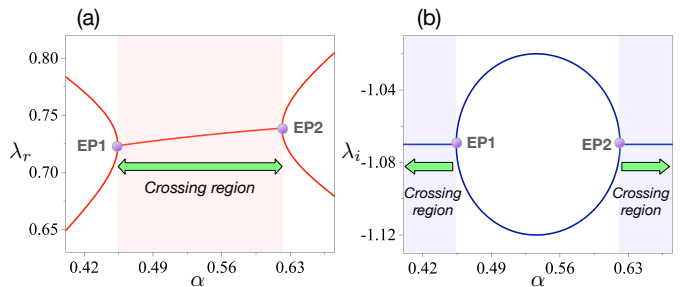 (a)
0.80
0.75
0.70
0.65
λr
EP1
EP2
Crossing region
0.42 0.49 0.56 0.63
α
(b)
-1.04
-1.08
-1.12
λi
EP1
EP2
Crossing
region
Crossing
region
0.42 0.49 0.56 0.63
α